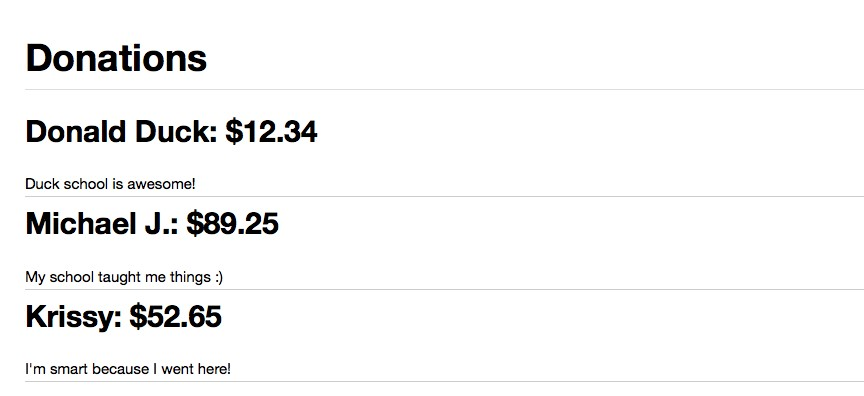 Donations
Donald Duck: $12.34
Duck school is awesome!
Michael J.: $89.25
My school taught me things :)
Krissy: $52.65
I'm smart because I went here!